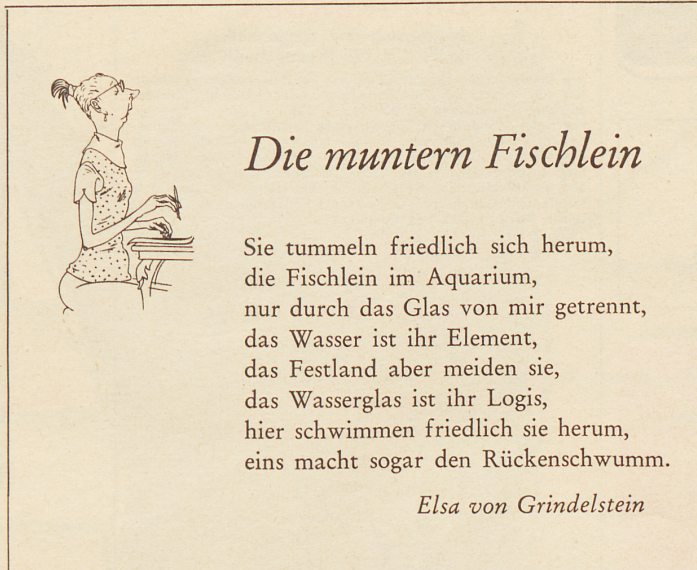 Die muntern Fischlein
Sie tummeln friedlich sich herum,
die Fischlein im Aquarium,
nur durch das Glas von mir getrennt,
das Wasser ist ihr Element,
das Festland aber meiden sie,
das Wasserglas ist ihr Logis,
hier schwimmen friedlich sie herum,
eins macht sogar den Rückenschwumm.
Elsa von Grindelstein